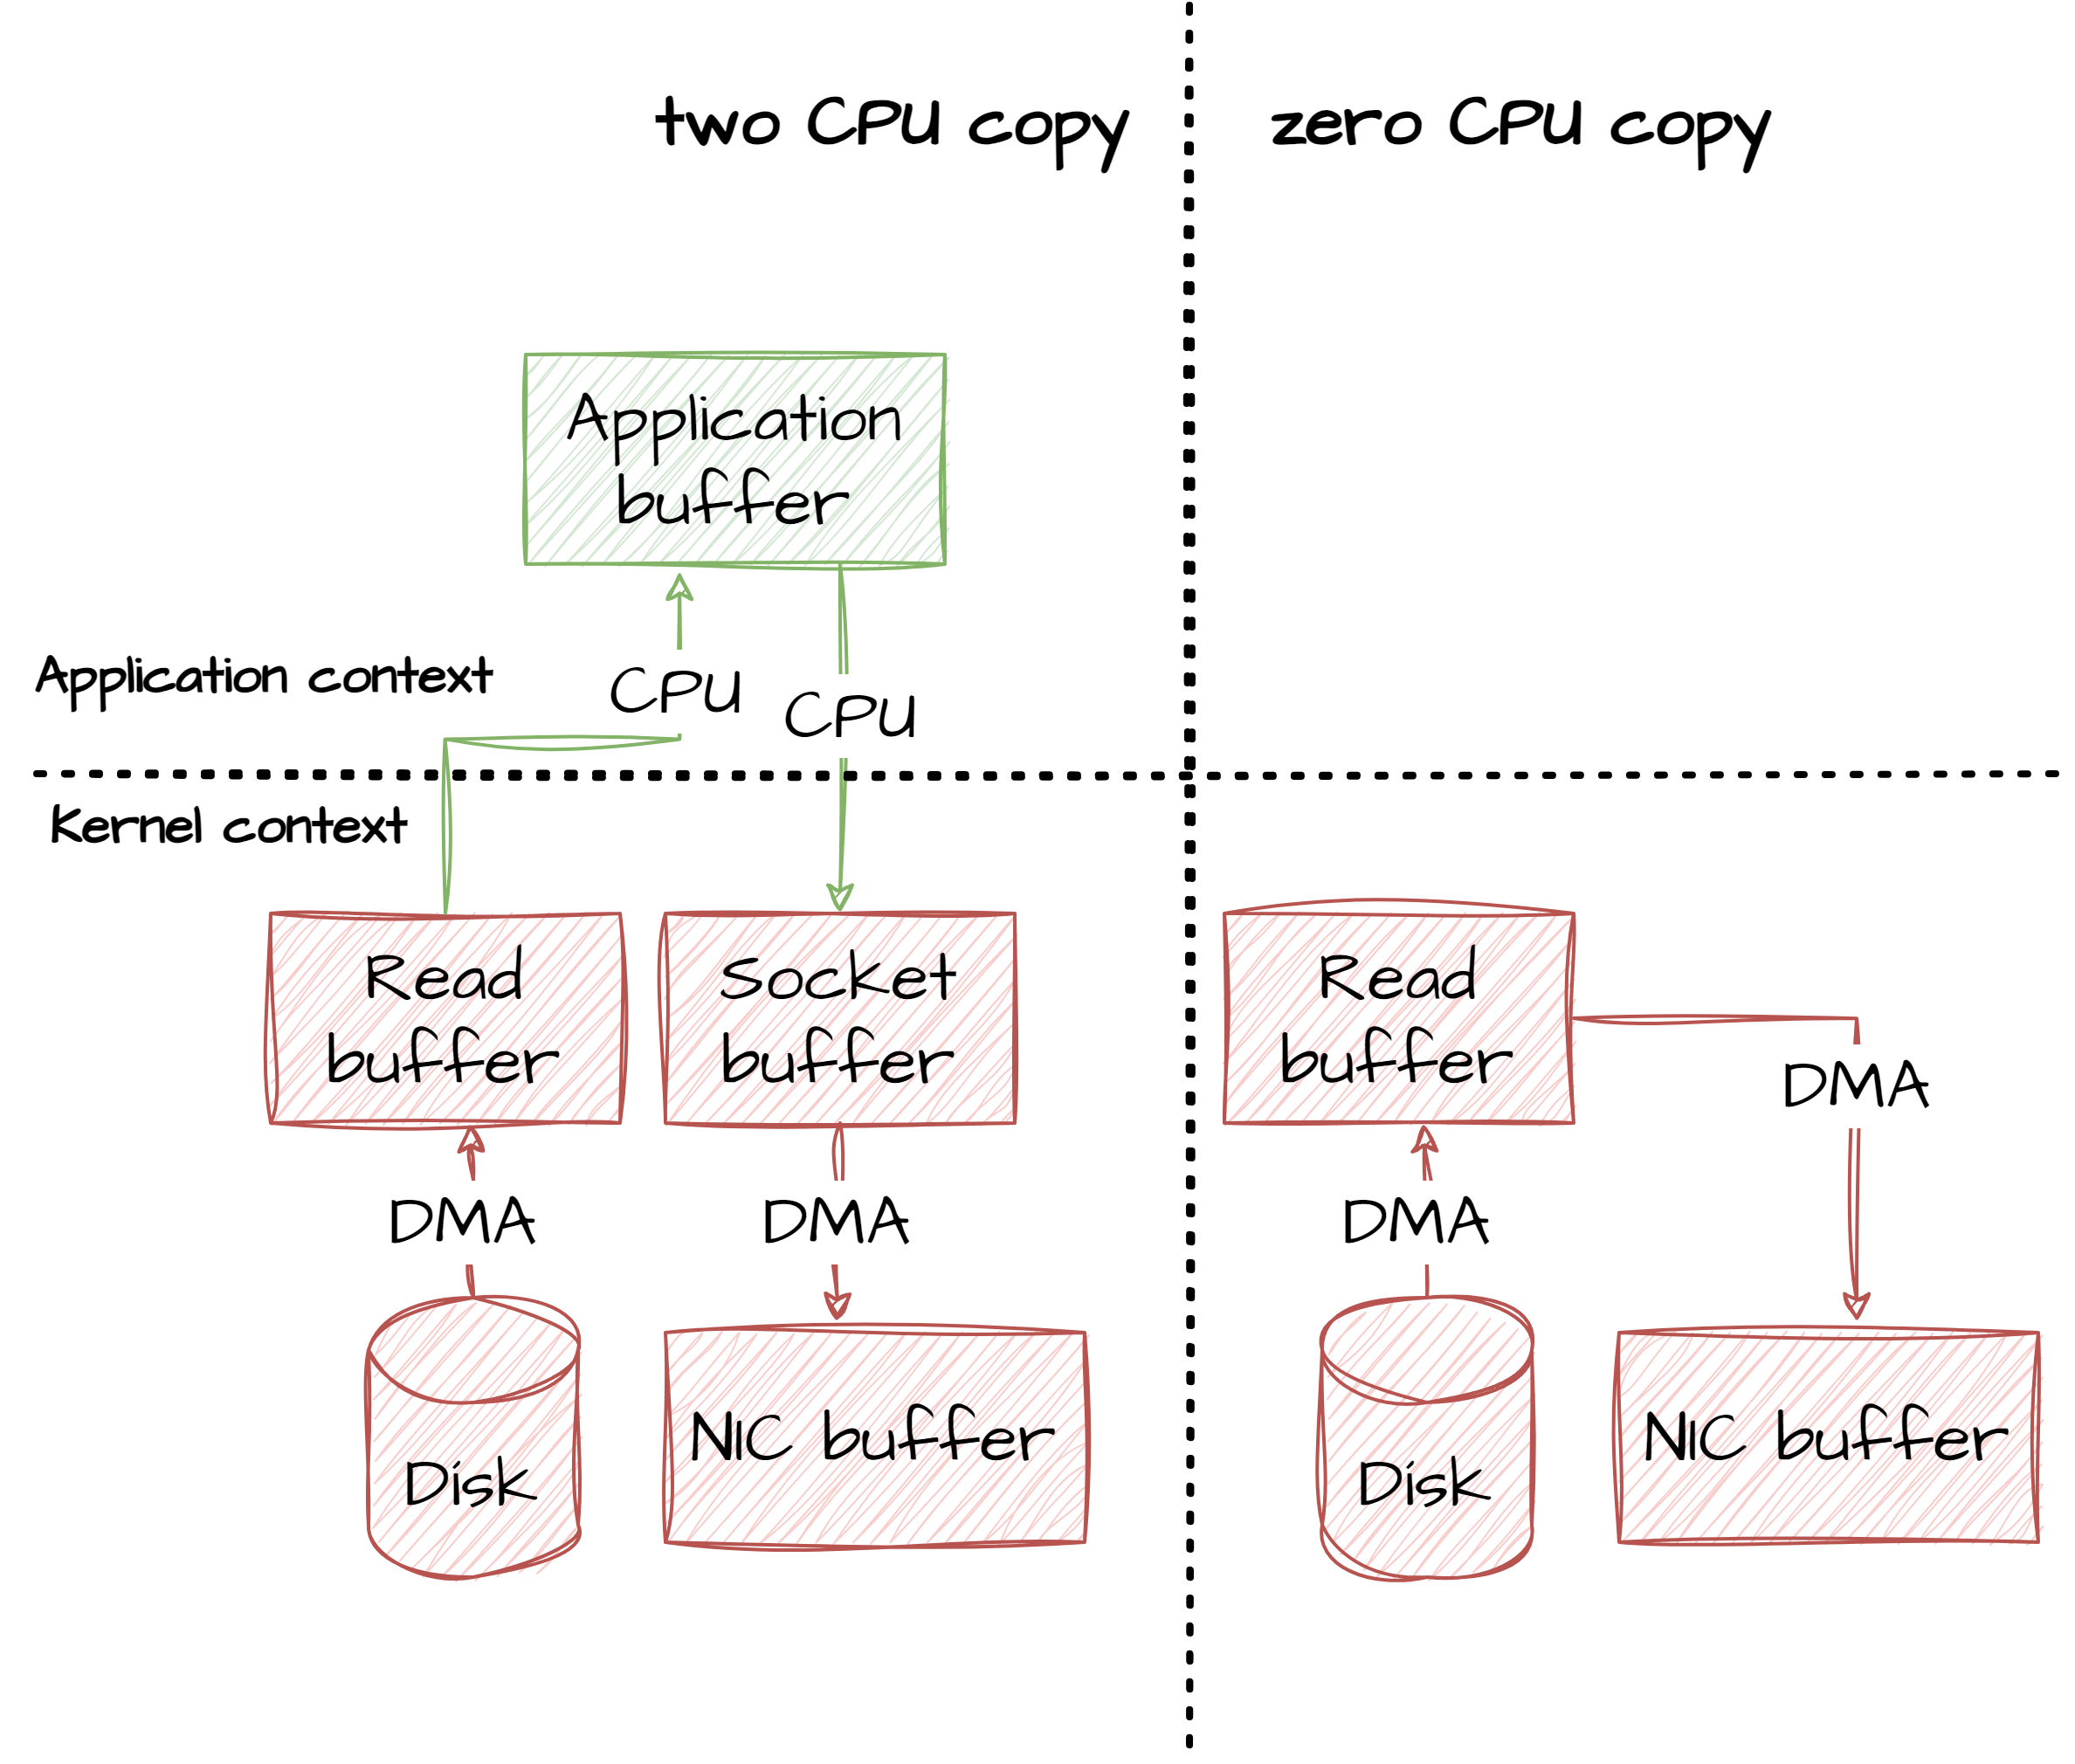 two CPU copy
zero CPU copy
Application
buffer
Application context
CPU
CPU
Kernel context
Read
buffer
Socket
buffer
Read
buffer
DMA
DMA
DMA
DMA
Disk
NIC buffer
Disk
NIC buffer